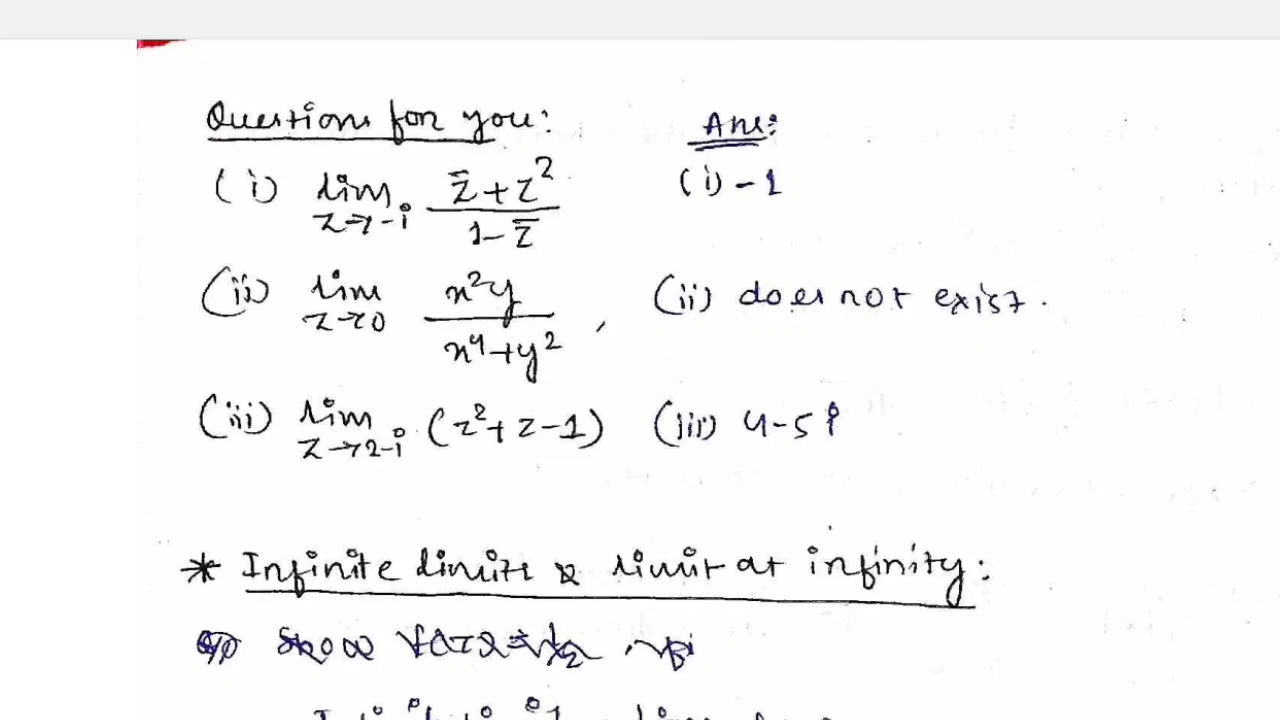 Questions for you: Ans:
(i) lim z→-i (z̄+z²)/(1-z̄) (i) -1
(ii) lim z→0 x²y/(x⁴+y²), (ii) does not exist.
(iii) lim z→2-i (z²+z-1) (iii) 4-5i
* Infinite limits & limit at infinity: